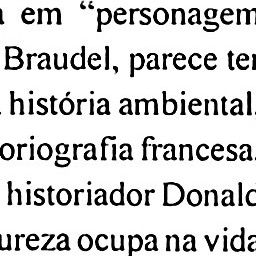 em “personagem
Braudel, parece ter
história ambiental.
oriografia francesa.
historiador Donald
ureza ocupa na vida